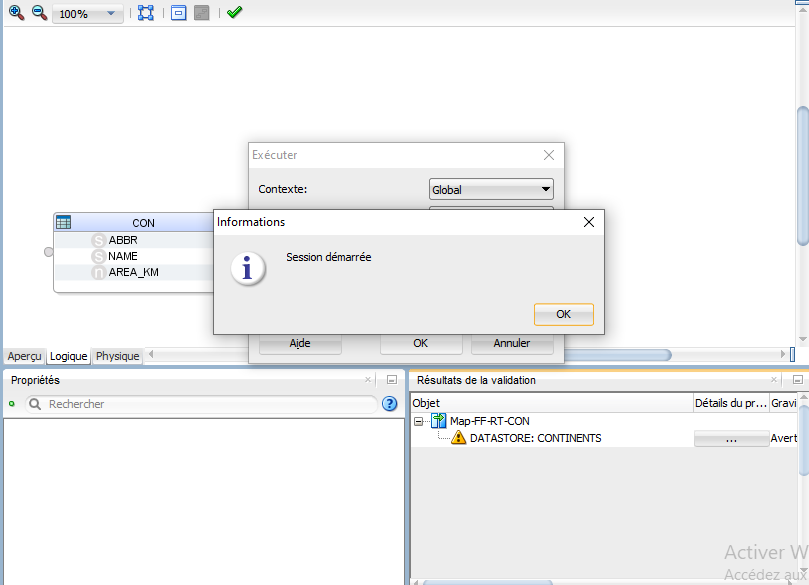 100%
Exécuter
Contexte:
Global
CON
ABBR
NAME
AREA_KM
Informations
Session démarrée
OK
Aide
OK
Annuler
Aperçu
Logique
Physique
Propriétés
Rechercher
Résultats de la validation
Objet
Détails du pr...
Gravi
Map-FF-RT-CON
DATASTORE: CONTINENTS
...
Avert
Activer W
Accédez aux